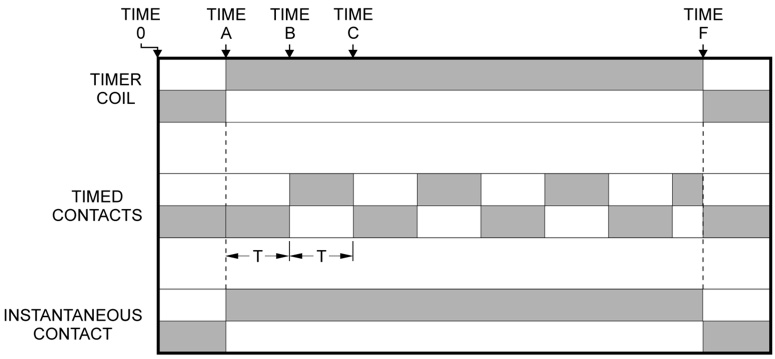 TIME 0
TIME A
TIME B
TIME C
TIME F
TIMER
COIL
TIMED
CONTACTS
T
T
INSTANTANEOUS
CONTACT